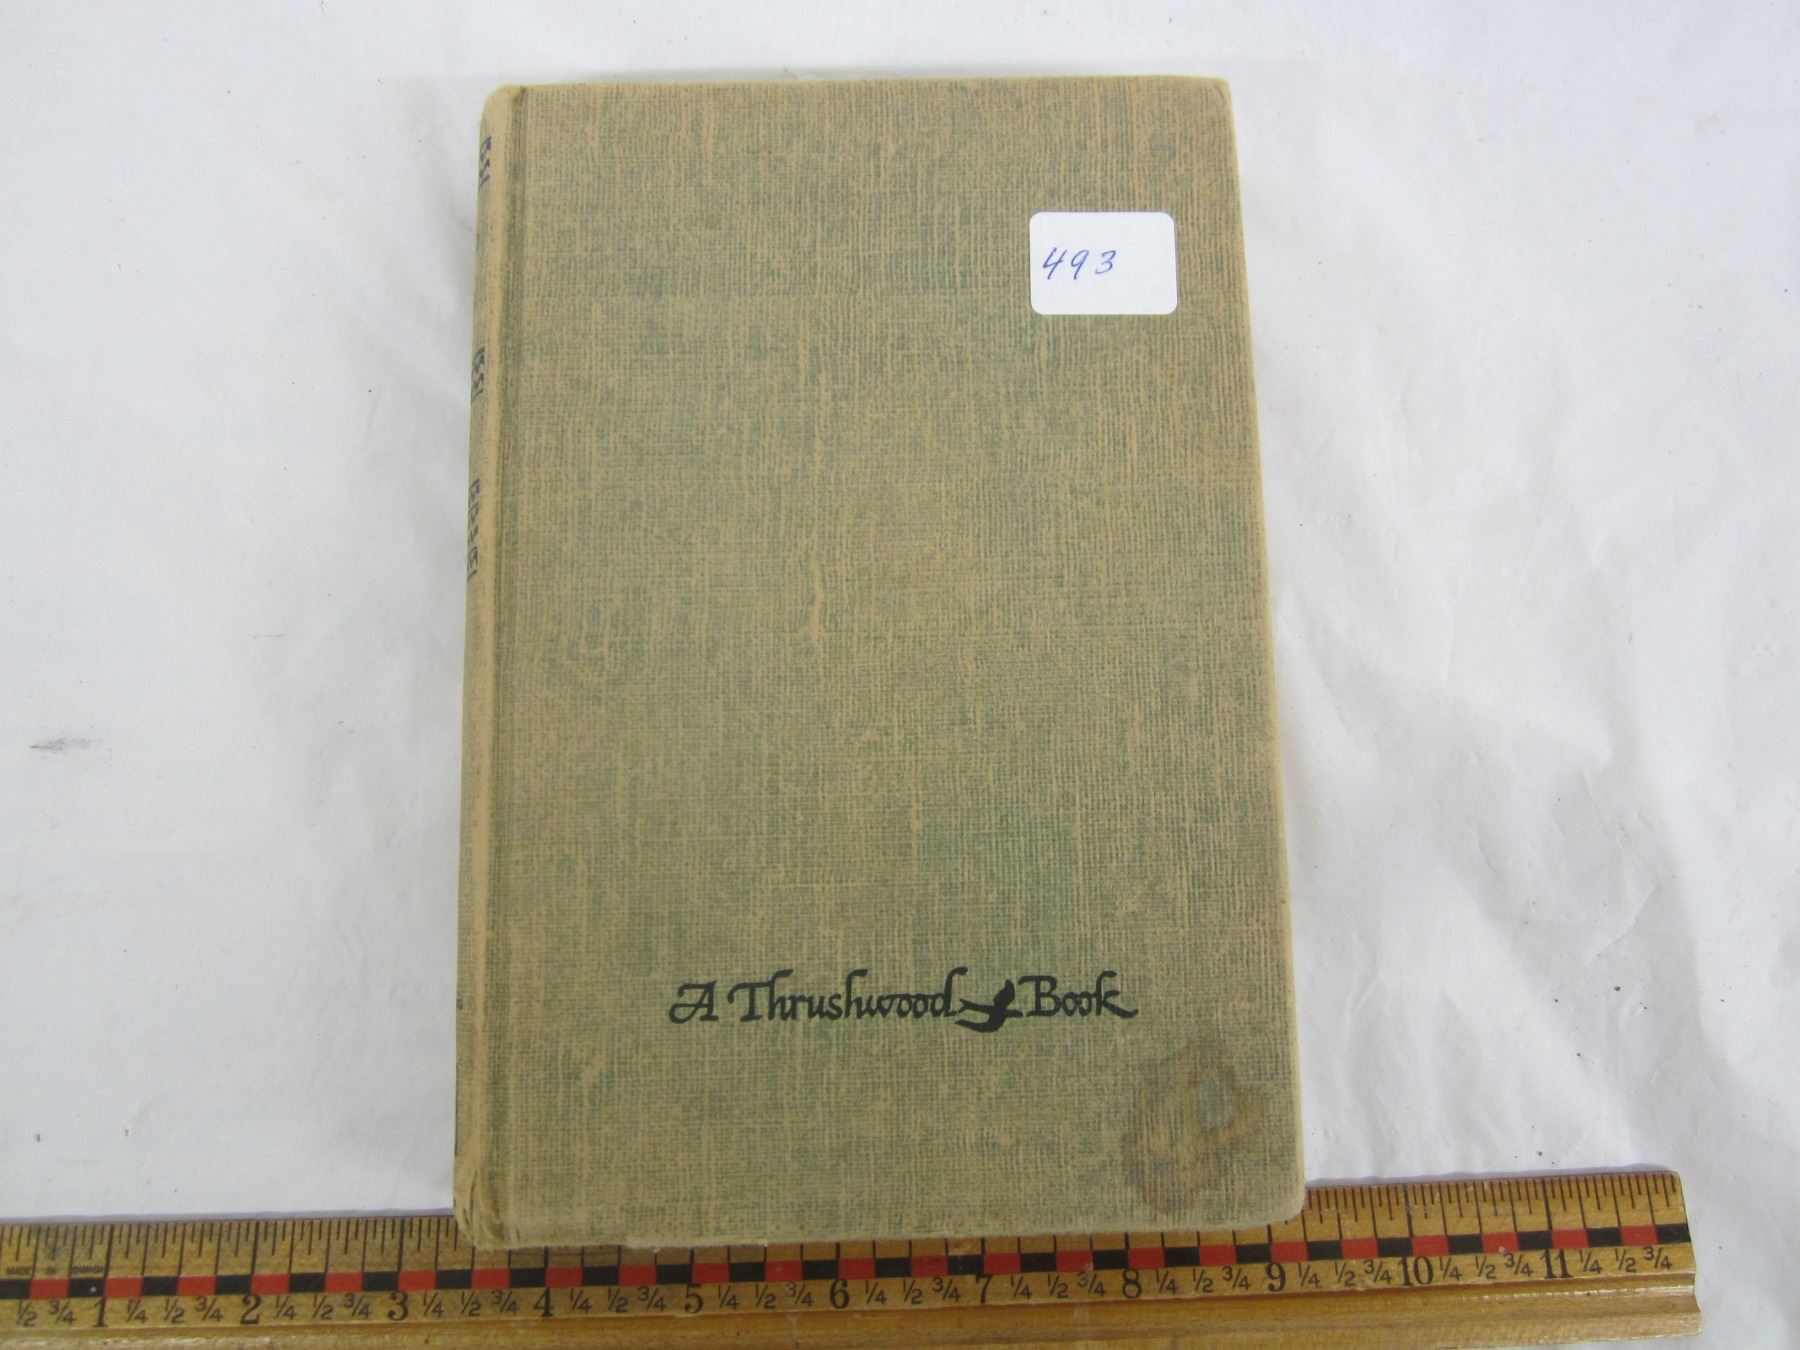 493
A Thrushwood Book
MADE IN CANADA
1/2 3/4 1 1/4 1/2 3/4 2 1/4 1/2 3/4 3 1/4 1/2 3/4 4 1/4 1/2 3/4 5 1/4 1/2 3/4 6 1/4 1/2 3/4 7 1/4 1/2 3/4 8 1/4 1/2 3/4 9 1/4 1/2 3/4 10 1/4 1/2 3/4 11 1/4 1/2 3/4